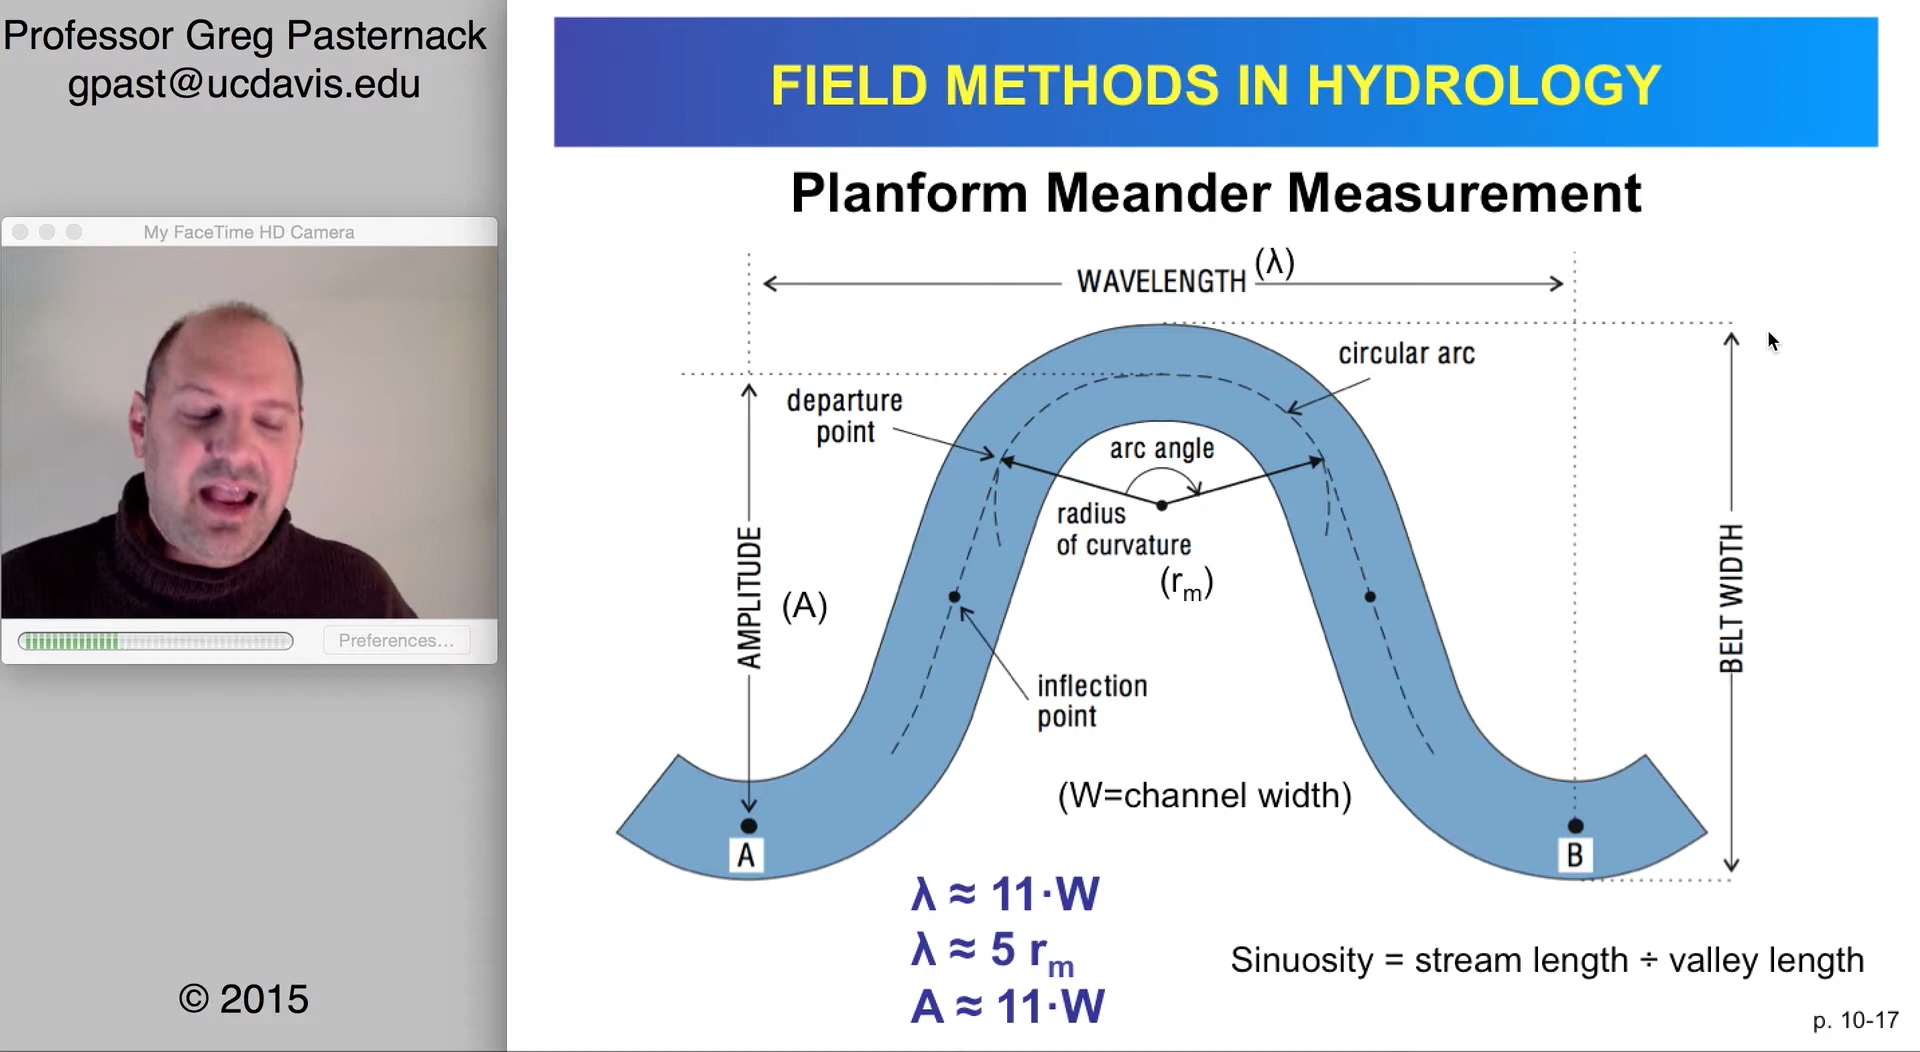 Professor Greg Pasternack
gpast@ucdavis.edu
My FaceTime HD Camera
Preferences...
© 2015
FIELD METHODS IN HYDROLOGY
Planform Meander Measurement
WAVELENGTH (λ)
circular arc
departure
point
arc angle
radius
of curvature
(rm)
AMPLITUDE
(A)
BELT WIDTH
inflection
point
(W=channel width)
A
B
λ ≈ 11·W
λ ≈ 5 rm
A ≈ 11·W
Sinuosity = stream length ÷ valley length
p. 10-17